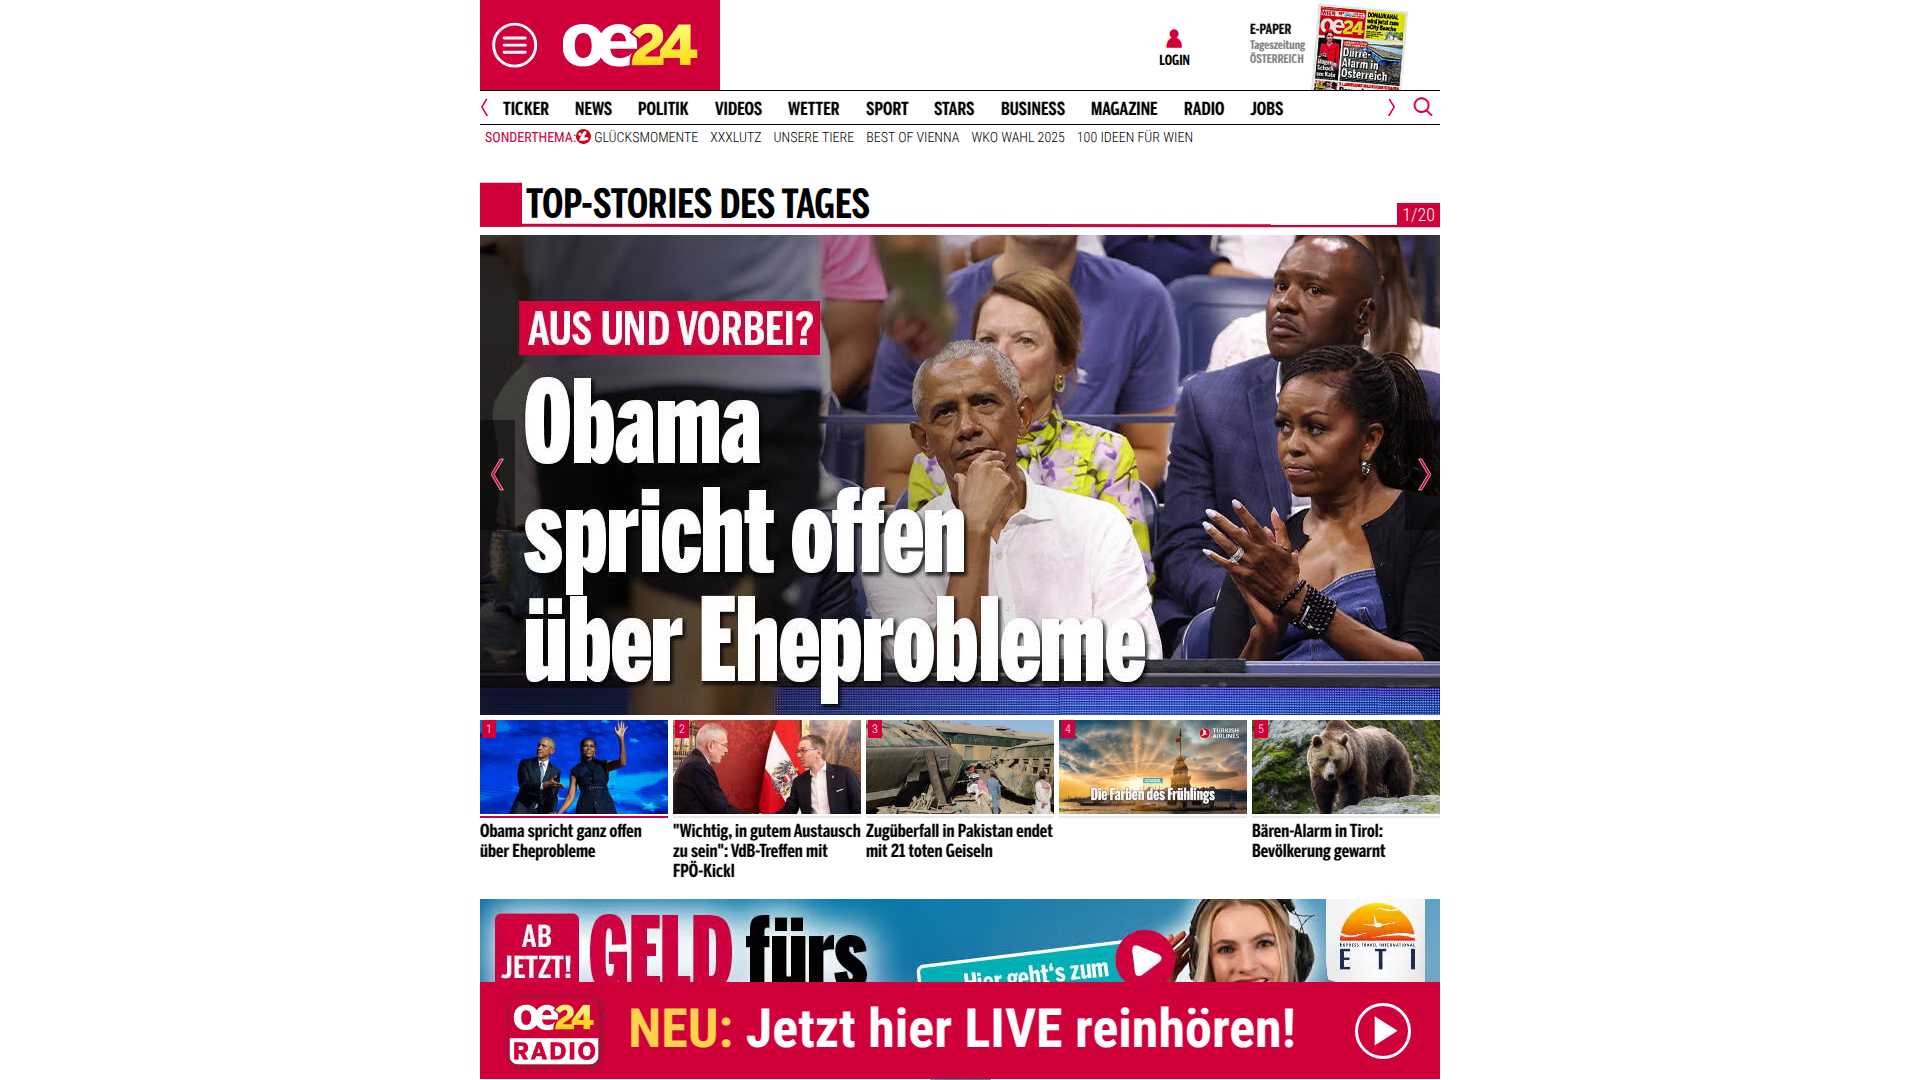 oe24
LOGIN
E-PAPER
Tageszeitung
ÖSTERREICH
oe24
Dürre-
Alarm in
Österreich
TICKER NEWS POLITIK VIDEOS WETTER SPORT STARS BUSINESS MAGAZINE RADIO JOBS
SONDERTHEMA: GLÜCKSMOMENTE XXXLUTZ UNSERE TIERE BEST OF VIENNA WKO WAHL 2025 100 IDEEN FÜR WIEN
TOP-STORIES DES TAGES
1/20
AUS UND VORBEI?
Obama
spricht offen
über Eheprobleme
1
2
3
4
5
TURKISH
AIRLINES
Die Farben des Frühlings
Obama spricht ganz offen
über Eheprobleme
"Wichtig, in gutem Austausch
zu sein": VdB-Treffen mit
FPÖ-Kickl
Zugüberfall in Pakistan endet
mit 21 toten Geiseln
Bären-Alarm in Tirol:
Bevölkerung gewarnt
AB
JETZT!
GELD fürs
Hier geht's zum
EXPRESS TRAVEL INTERNATIONAL
ETI
oe24
RADIO
NEU: Jetzt hier LIVE reinhören!